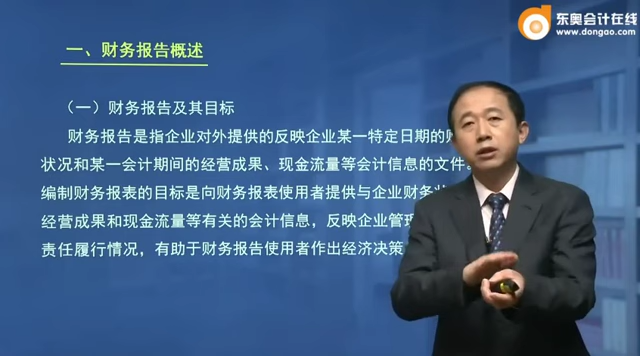 东奥会计在线
www.dongao.com
一、财务报告概述
（一）财务报告及其目标
财务报告是指企业对外提供的反映企业某一特定日期的
状况和某一会计期间的经营成果、现金流量等会计信息的文件。
编制财务报表的目标是向财务报表使用者提供与企业财务
经营成果和现金流量等有关的会计信息，反映企业管理
责任履行情况，有助于财务报告使用者作出经济决策